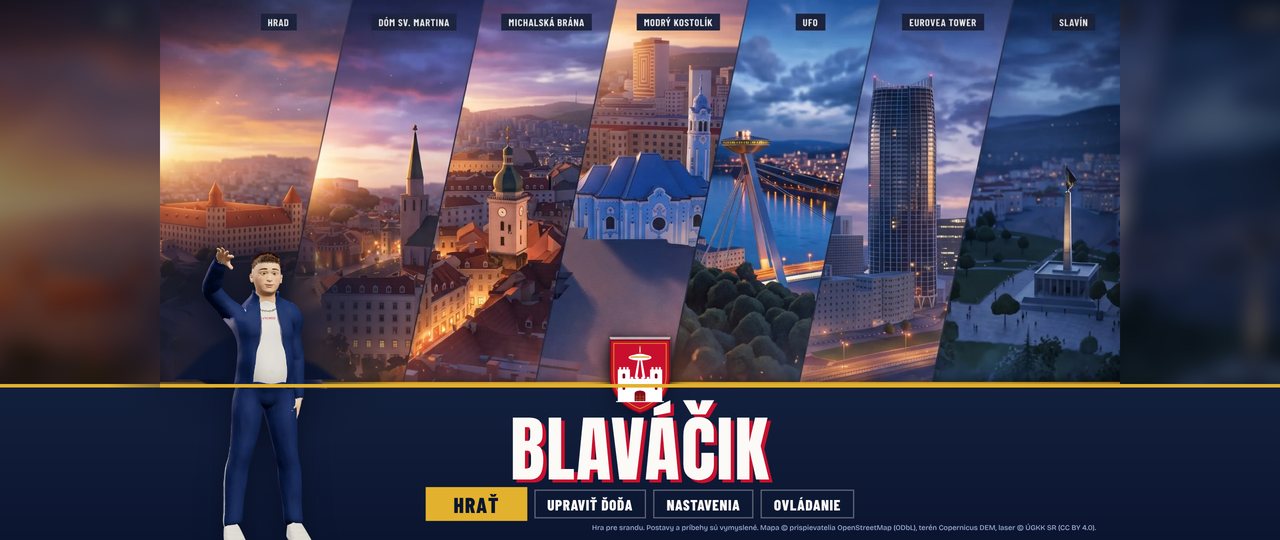 HRAD
DÓM SV. MARTINA
MICHALSKÁ BRÁNA
MODRÝ KOSTOLÍK
UFO
EUROVEA TOWER
SLAVÍN
BLAVÁČIK
HRAŤ
UPRAVIŤ ĎOĎA
NASTAVENIA
OVLÁDANIE
Hra pre srandu. Postavy a príbehy sú vymyslené. Mapa © prispievatelia OpenStreetMap (ODbL), terén Copernicus DEM, laser © ÚGKK SR (CC BY 4.0).